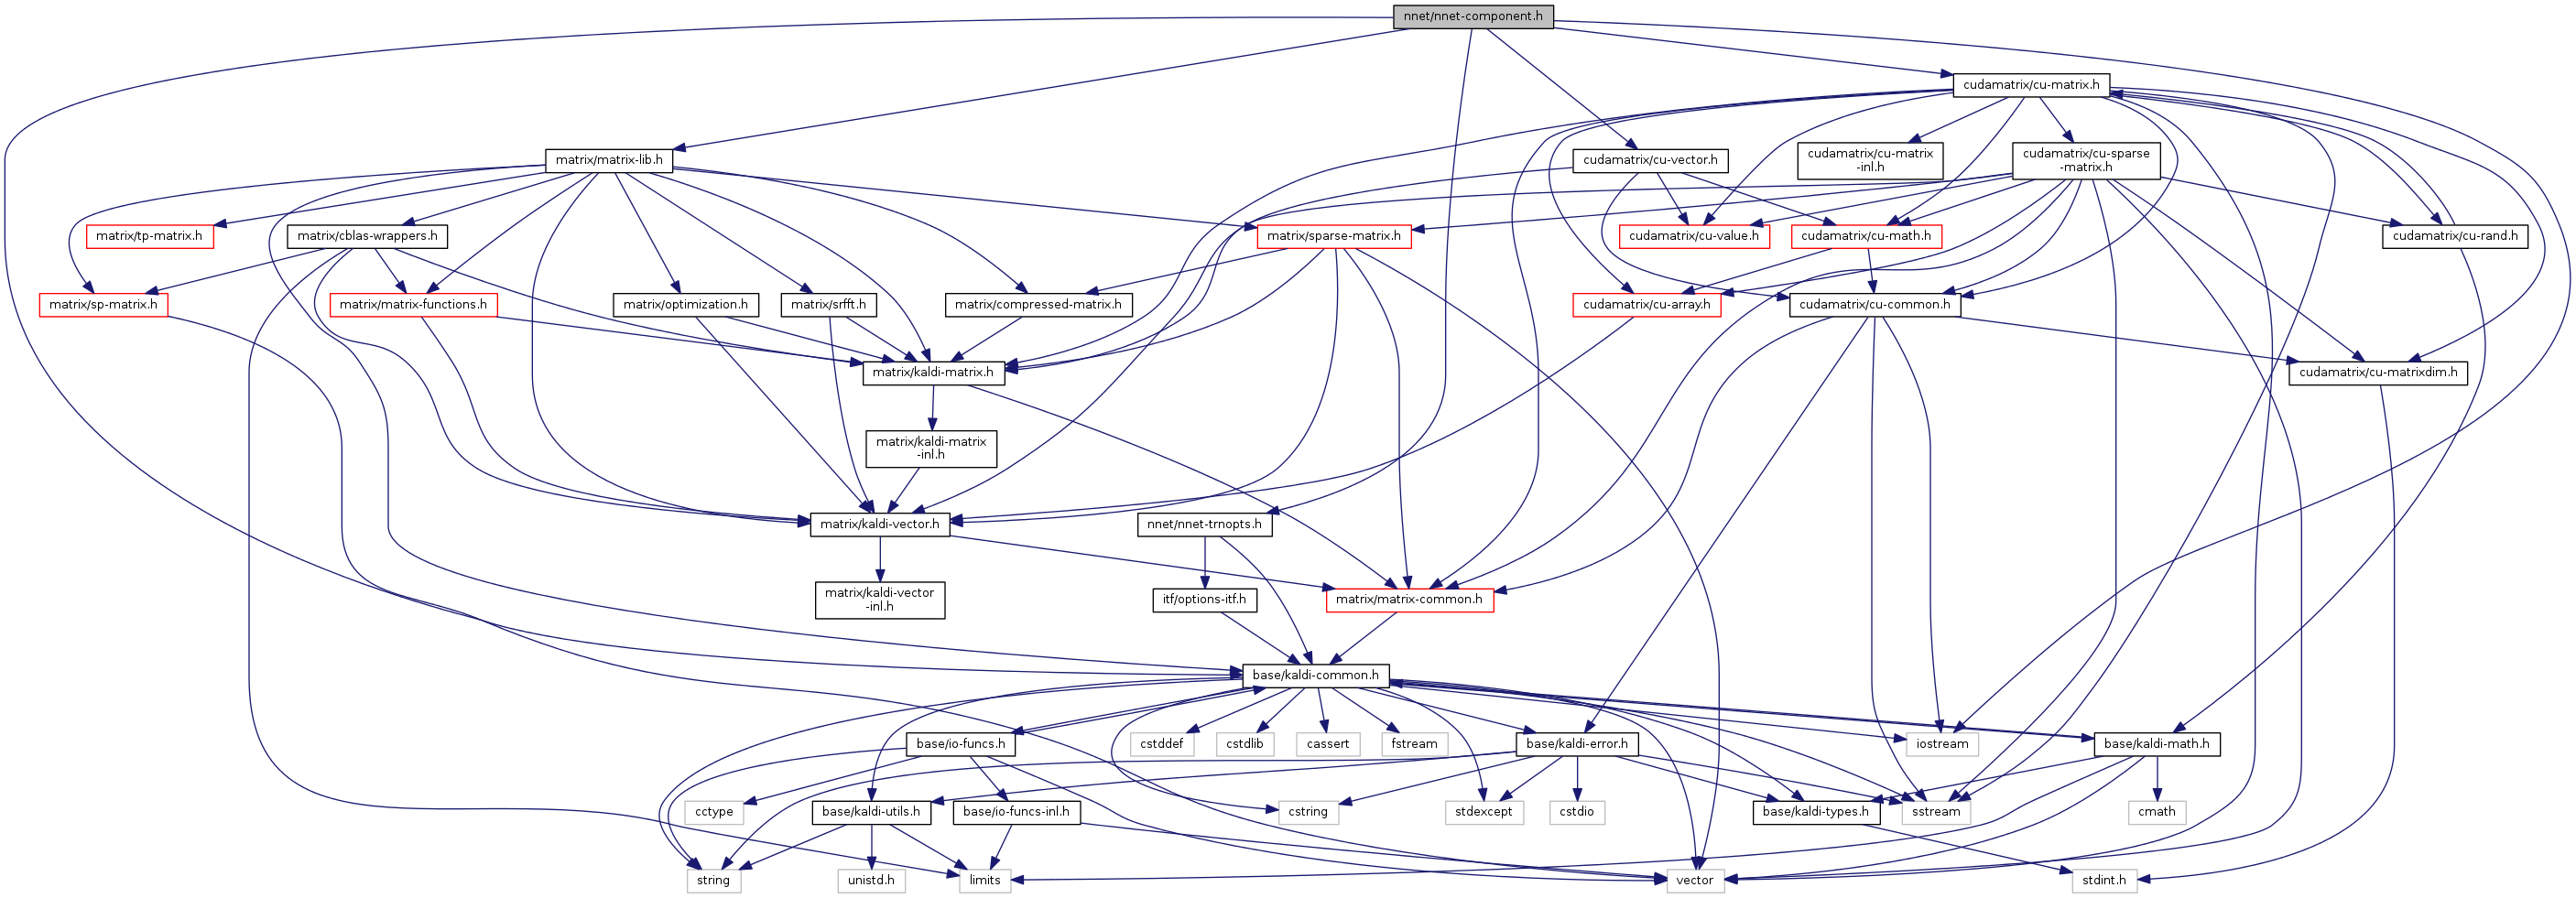 nnet/nnet-component.h
cudamatrix/cu-matrix.h
matrix/matrix-lib.h
cudamatrix/cu-vector.h
cudamatrix/cu-matrix
-inl.h
cudamatrix/cu-sparse
-matrix.h
matrix/tp-matrix.h
matrix/cblas-wrappers.h
matrix/sparse-matrix.h
cudamatrix/cu-value.h
cudamatrix/cu-math.h
cudamatrix/cu-rand.h
matrix/sp-matrix.h
matrix/matrix-functions.h
matrix/optimization.h
matrix/srfft.h
matrix/compressed-matrix.h
cudamatrix/cu-array.h
cudamatrix/cu-common.h
matrix/kaldi-matrix.h
cudamatrix/cu-matrixdim.h
matrix/kaldi-matrix
-inl.h
matrix/kaldi-vector.h
nnet/nnet-trnopts.h
matrix/kaldi-vector
-inl.h
itf/options-itf.h
matrix/matrix-common.h
base/kaldi-common.h
base/io-funcs.h
cstddef
cstdlib
cassert
fstream
base/kaldi-error.h
iostream
base/kaldi-math.h
cctype
base/kaldi-utils.h
base/io-funcs-inl.h
cstring
stdexcept
cstdio
base/kaldi-types.h
sstream
cmath
string
unistd.h
limits
vector
stdint.h